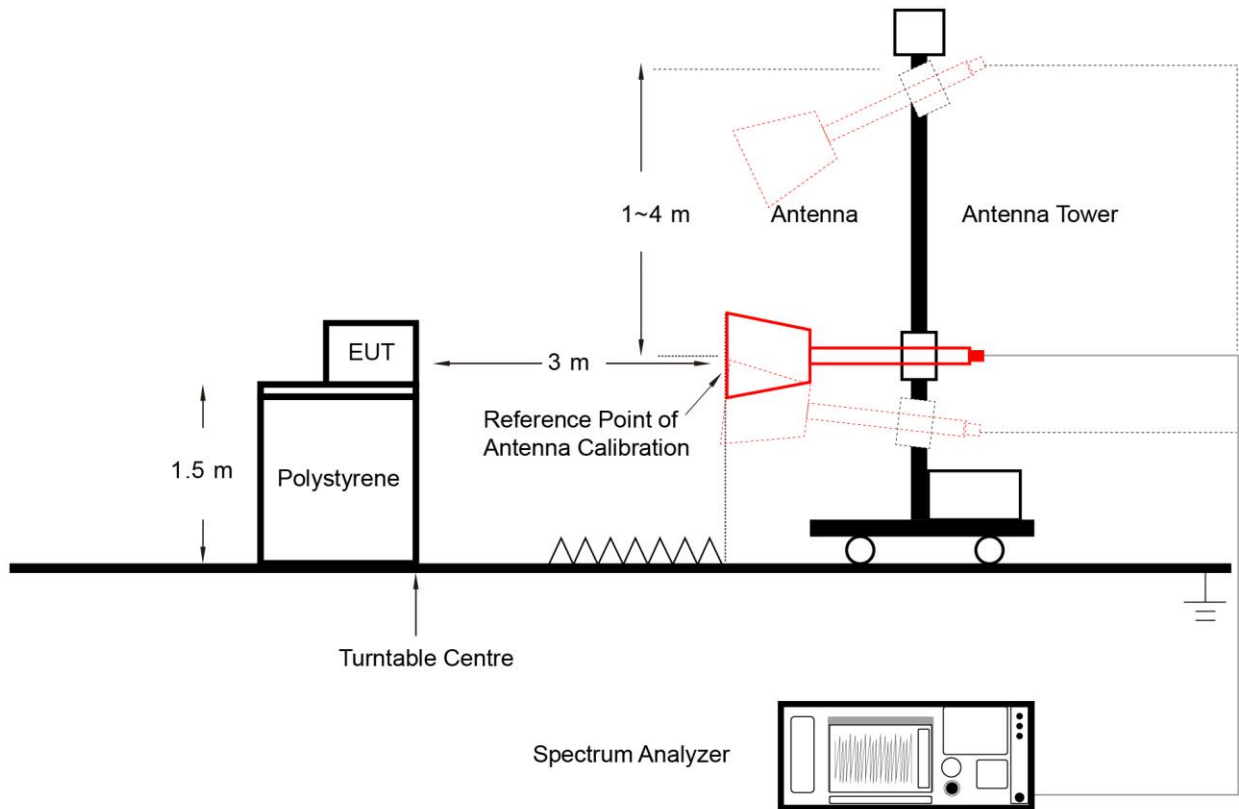 1~4 m
Antenna
Antenna Tower
EUT
3 m
Reference Point of
Antenna Calibration
1.5 m
Polystyrene
Turntable Centre
Spectrum Analyzer